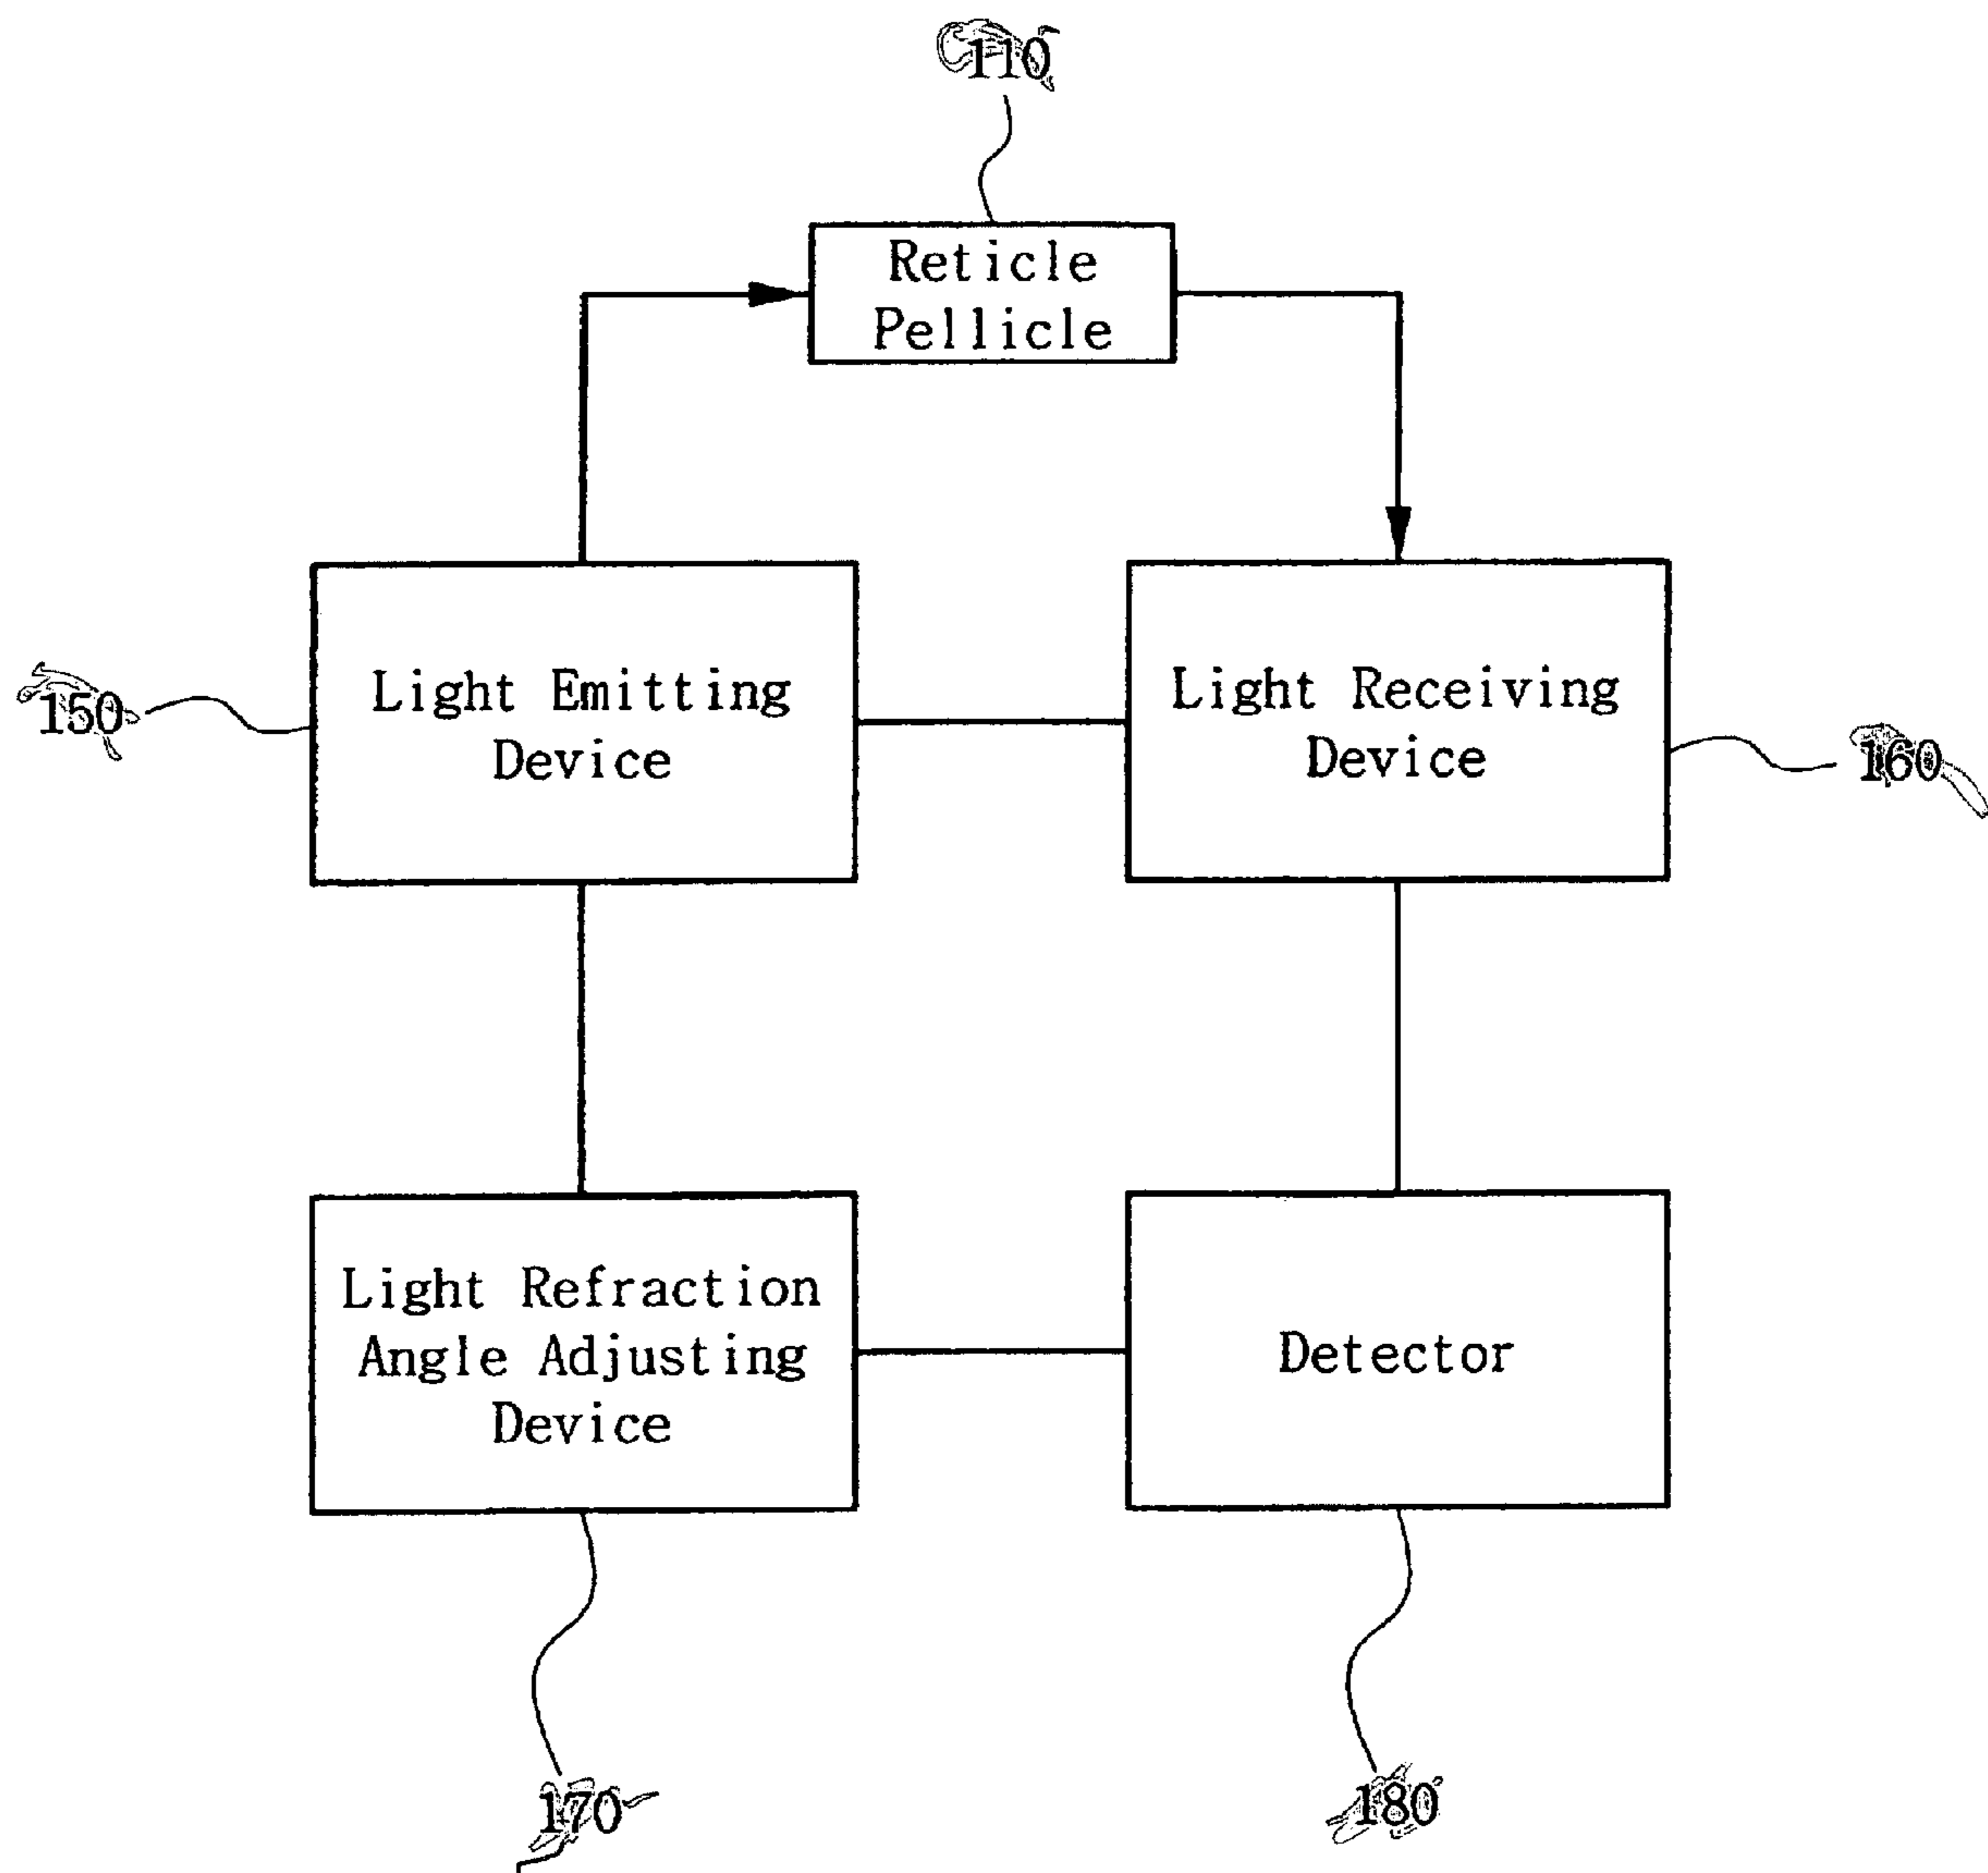 110
Reticle
Pellicle
150
Light Emitting
Device
Light Receiving
Device
160
Light Refraction
Angle Adjusting
Device
Detector
170
180